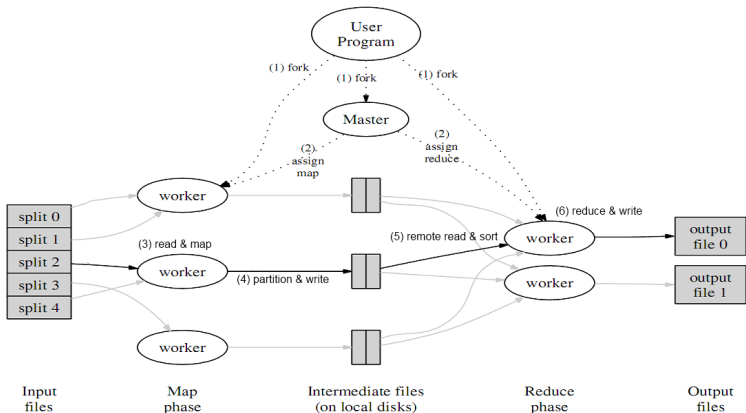 User
Program
(1) fork
(1) fork
(1) fork
Master
(2)
assign
map
(2)
assign
reduce
worker
split 0
split 1
split 2
split 3
split 4
(3) read & map
worker
(4) partition & write
worker
(5) remote read & sort
(6) reduce & write
worker
worker
output
file 0
output
file 1
Input
files
Map
phase
Intermediate files
(on local disks)
Reduce
phase
Output
files